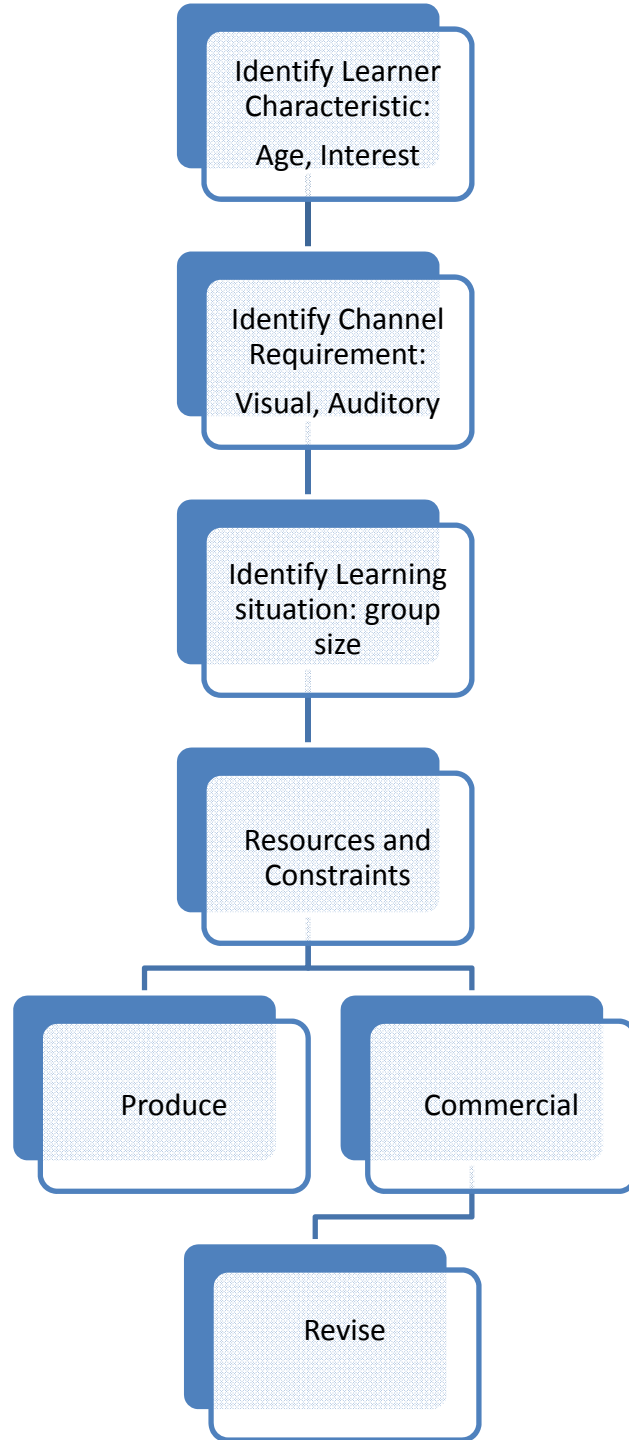 Identify Learner
Characteristic:
Age, Interest
Identify Channel
Requirement:
Visual, Auditory
Identify Learning
situation: group
size
Resources and
Constraints
Produce
Commercial
Revise